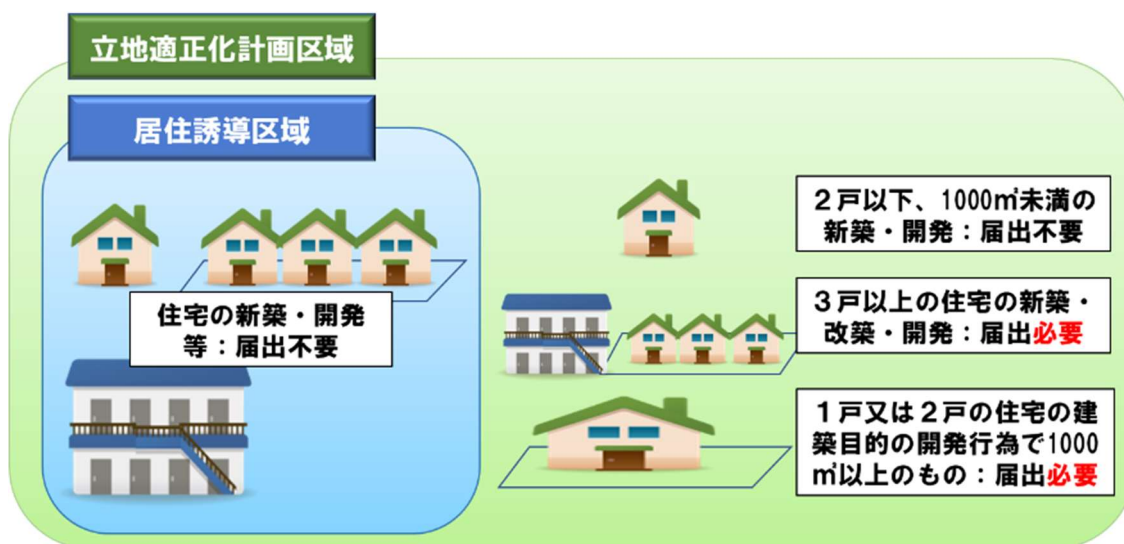 立地適正化計画区域
居住誘導区域
住宅の新築・開発
等：届出不要
２戸以下、1000㎡未満の
新築・開発：届出不要
３戸以上の住宅の新築・
改築・開発：届出必要
１戸又は２戸の住宅の建
築目的の開発行為で1000
㎡以上のもの：届出必要